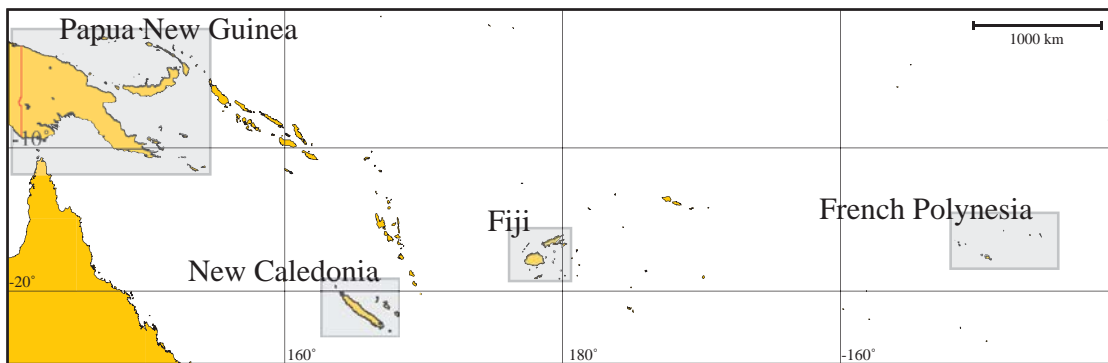 Papua New Guinea
1000 km
-10°
Fiji
French Polynesia
New Caledonia
-20°
160°
180°
-160°